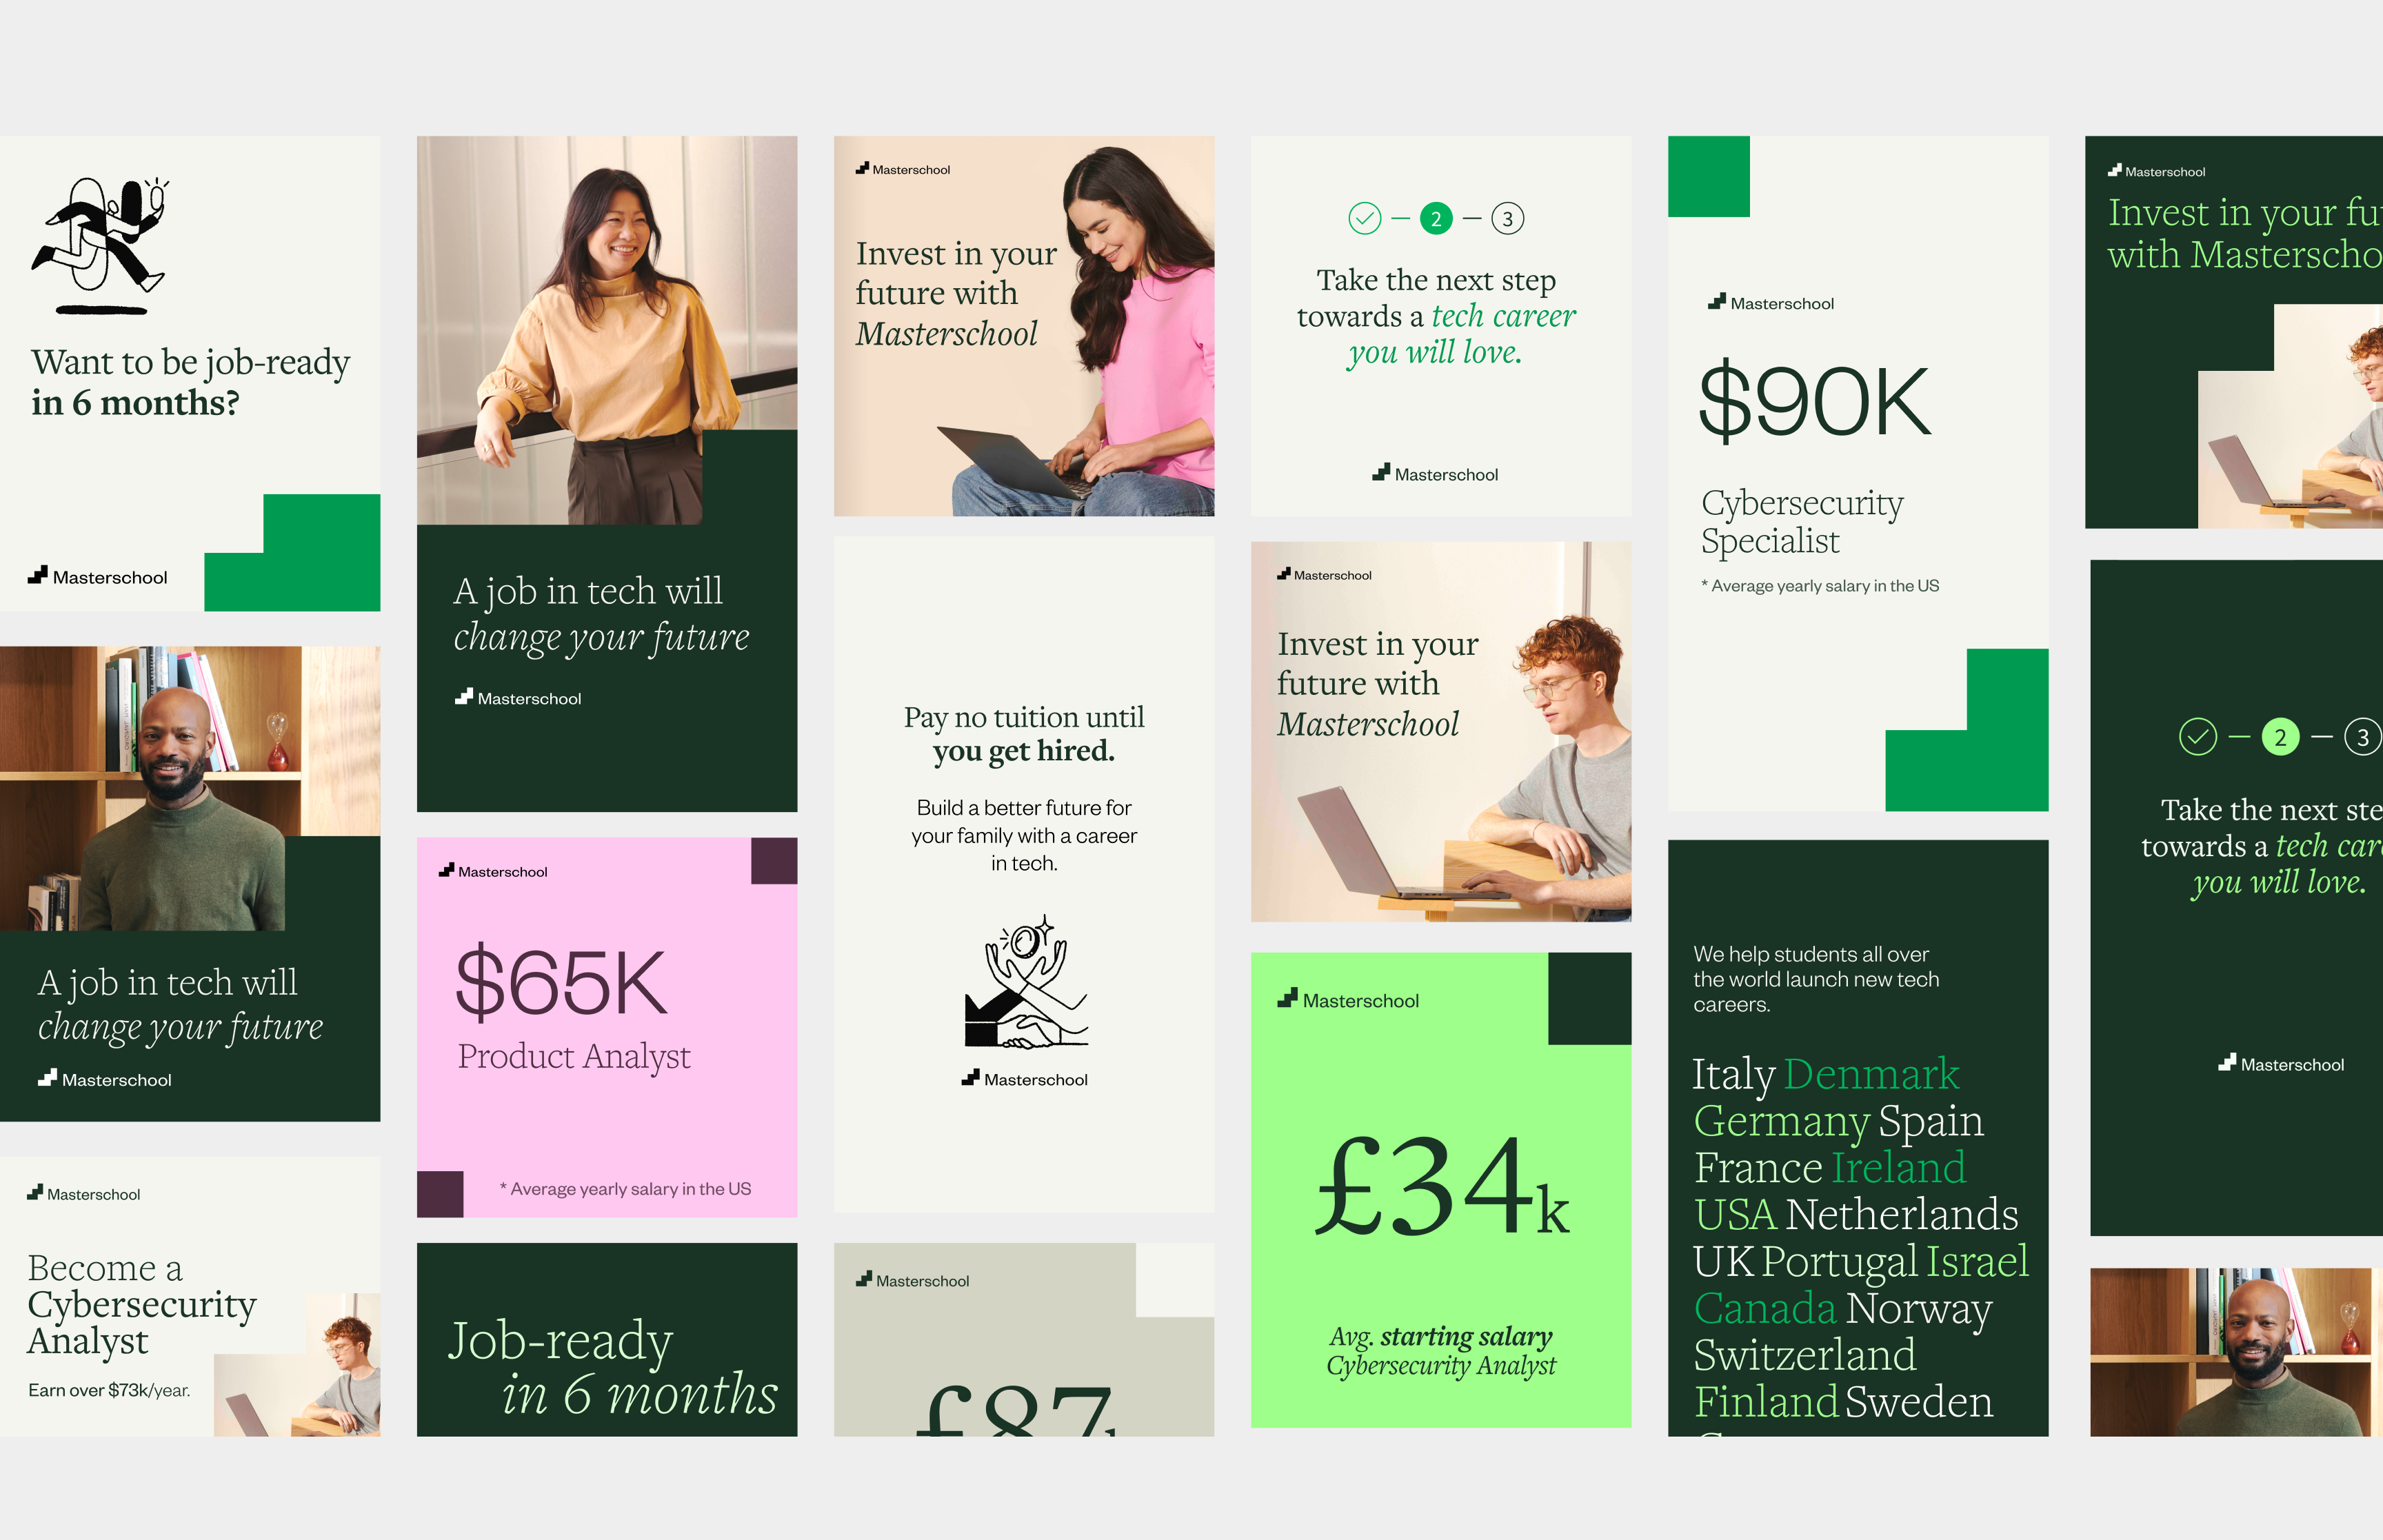 Want to be job-ready
in 6 months?
Masterschool
A job in tech will
change your future
Masterschool
Masterschool
Become a
Cybersecurity
Analyst
Earn over $73k/year.
A job in tech will
change your future
Masterschool
Masterschool
$65K
Product Analyst
* Average yearly salary in the US
Job-ready
in 6 months
Masterschool
Invest in your
future with
Masterschool
Pay no tuition until
you get hired.
Build a better future for
your family with a career
in tech.
Masterschool
Masterschool
£87
2
3
Take the next step
towards a tech career
you will love.
Masterschool
Masterschool
Invest in your
future with
Masterschool
Masterschool
£34k
Avg. starting salary
Cybersecurity Analyst
Masterschool
$90K
Cybersecurity
Specialist
* Average yearly salary in the US
We help students all over
the world launch new tech
careers.
Italy Denmark
Germany Spain
France Ireland
USA Netherlands
UK Portugal Israel
Canada Norway
Switzerland
Finland Sweden
Masterschool
Invest in your fu
with Masterscho
2
3
Take the next ste
towards a tech car
you will love.
Masterschool